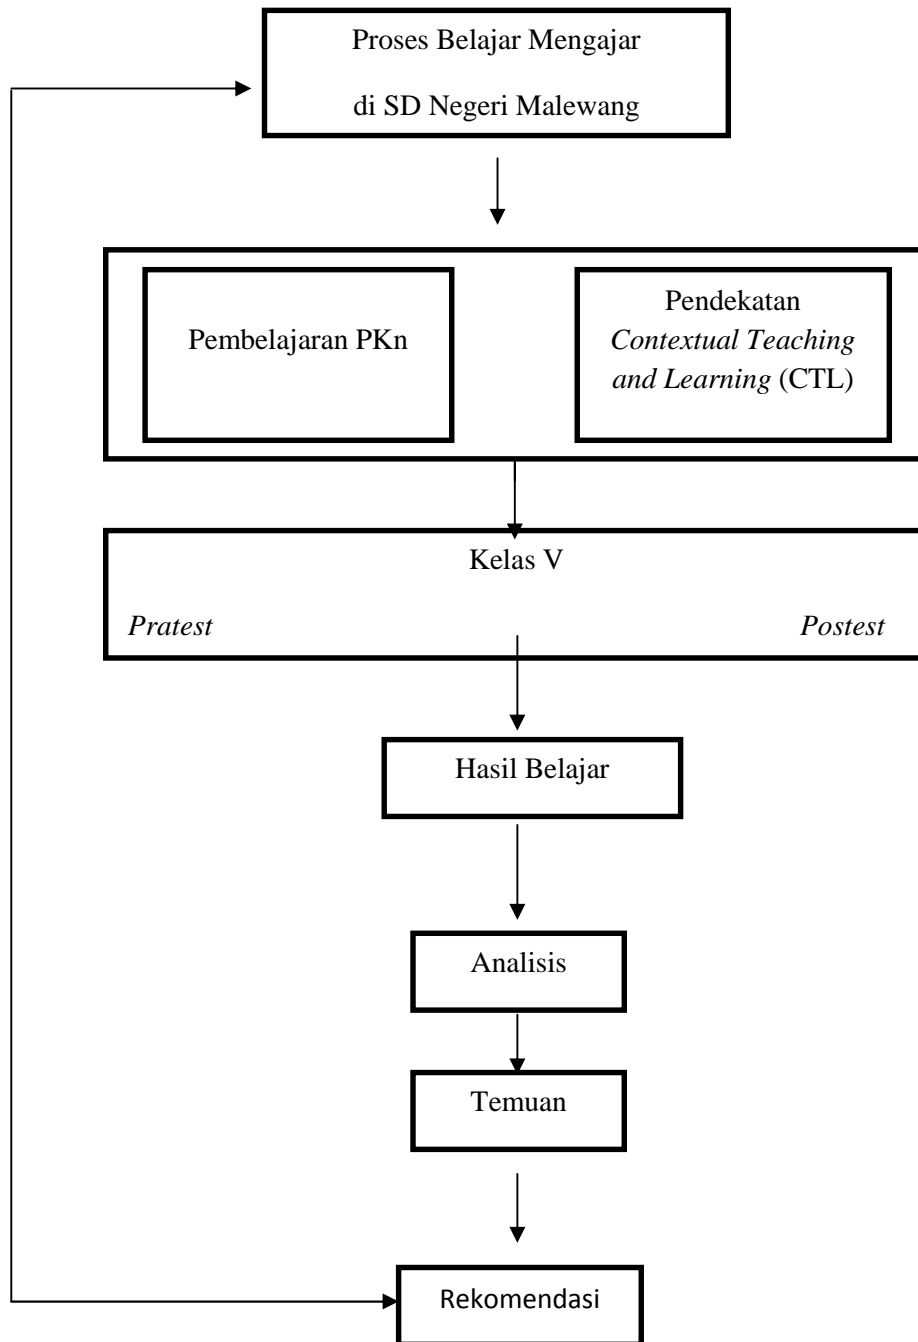 Proses Belajar Mengajar
di SD Negeri Malewang
Pembelajaran PKn
Pendekatan
Contextual Teaching
and Learning (CTL)
Kelas V
Pratest
Postest
Hasil Belajar
Analisis
Temuan
Rekomendasi